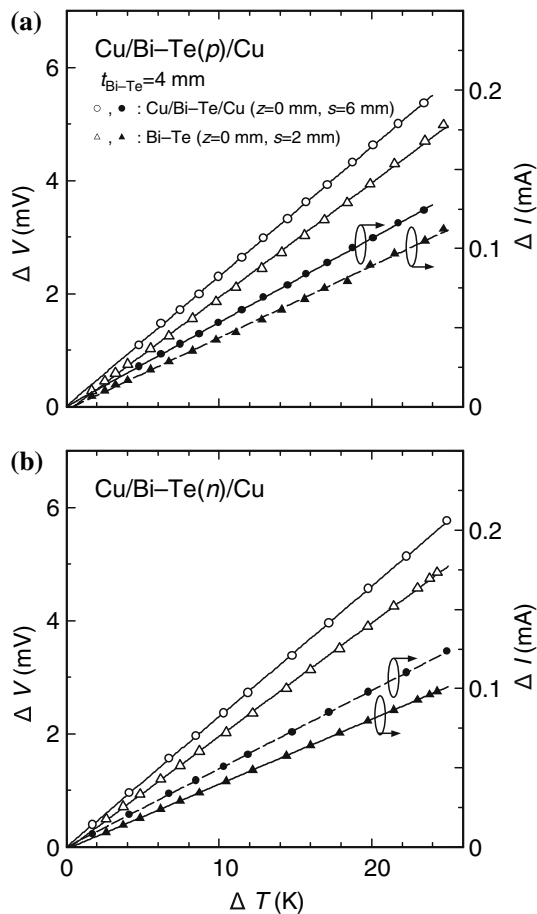 (a)
Cu/Bi–Te(p)/Cu
t_Bi–Te=4 mm
○ , ● : Cu/Bi–Te/Cu (z=0 mm, s=6 mm)
△ , ▲ : Bi–Te (z=0 mm, s=2 mm)
6
4
2
0
Δ V (mV)
0.2
0.1
0
Δ I (mA)
(b)
Cu/Bi–Te(n)/Cu
6
4
2
0
Δ V (mV)
0.2
0.1
0
Δ I (mA)
0
10
20
Δ T (K)